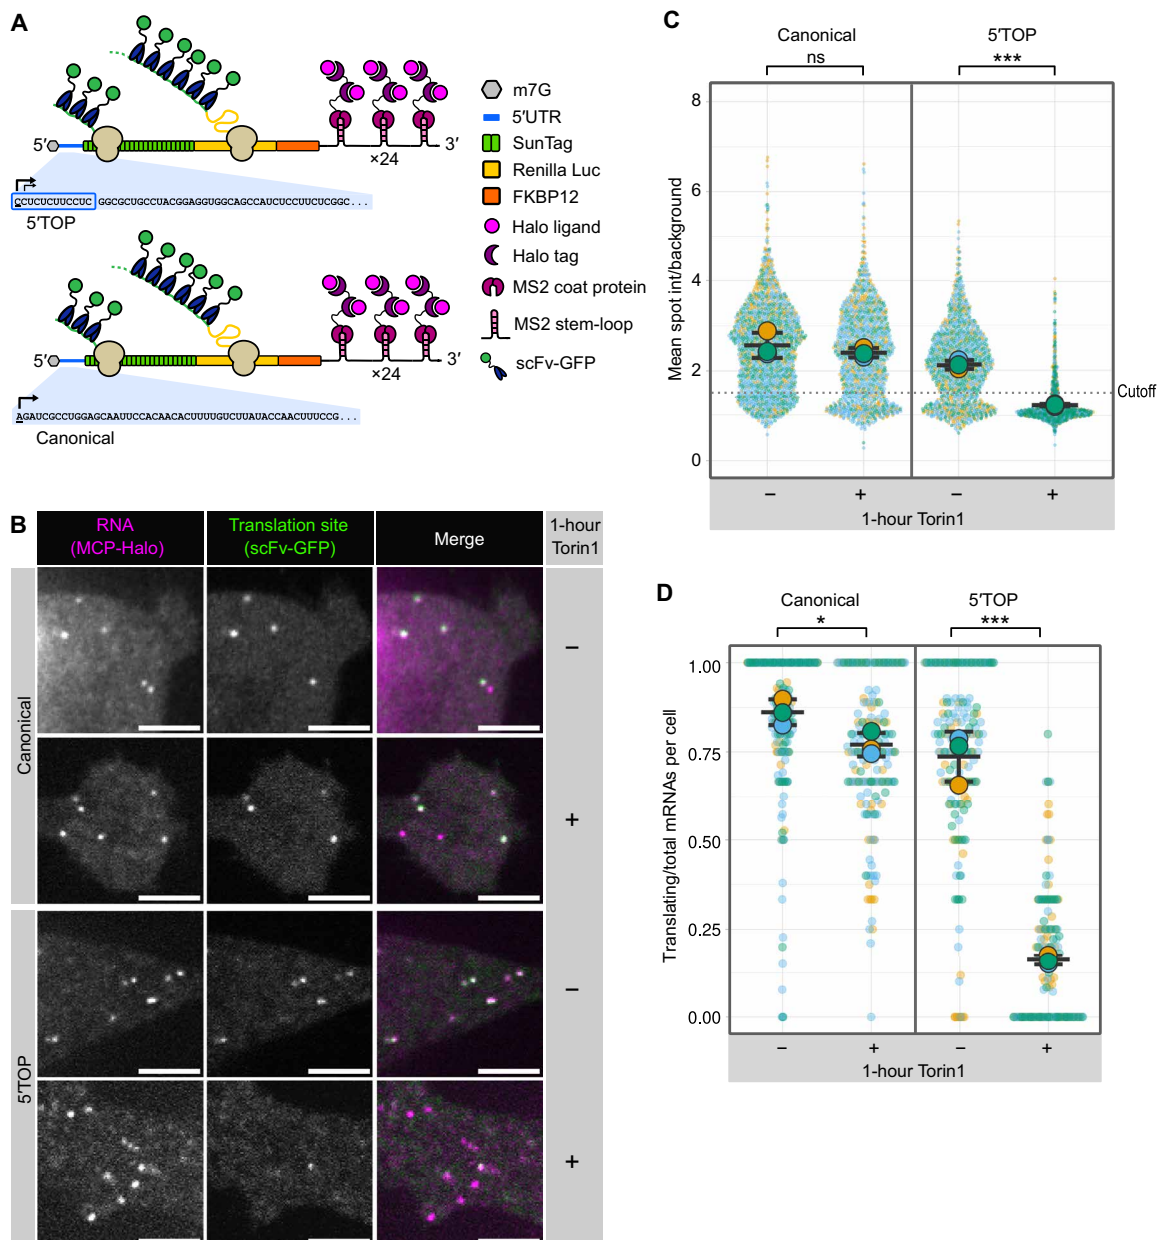 A
5′
3′
×24
CCUCUCUUCCUC GGCGCUGCCUACGGAGGUGGCAGCCAUCUCCUUCUCGGC...
5′TOP
5′
3′
×24
AGAUCGCCUGGAGCAAUUCCACAACACUUUUGUCUUAUACCAACUUUCCG...
Canonical
m7G
5′UTR
SunTag
Renilla Luc
FKBP12
Halo ligand
Halo tag
MS2 coat protein
MS2 stem-loop
scFv-GFP
B
RNA
(MCP-Halo)
Translation site
(scFv-GFP)
Merge
1-hour
Torin1
Canonical
−
+
5′TOP
−
+
C
Canonical
5′TOP
ns
***
Mean spot int/background
8
6
4
2
0
Cutoff
− + − +
1-hour Torin1
D
Canonical
5′TOP
*
***
Translating/total mRNAs per cell
1.00
0.75
0.50
0.25
0.00
− + − +
1-hour Torin1